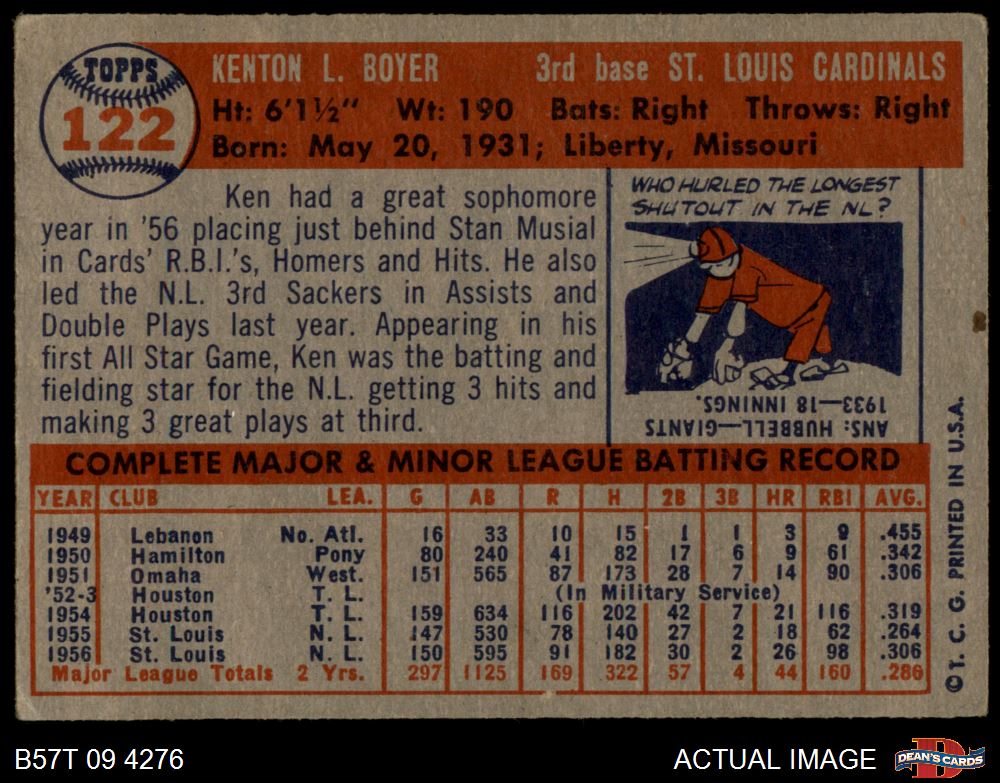 TOPPS
122
KENTON L. BOYER 3rd base ST. LOUIS CARDINALS
Ht: 6'1½" Wt: 190 Bats: Right Throws: Right
Born: May 20, 1931; Liberty, Missouri
Ken had a great sophomore
year in '56 placing just behind Stan Musial
in Cards' R.B.I.'s, Homers and Hits. He also
led the N.L. 3rd Sackers in Assists and
Double Plays last year. Appearing in his
first All Star Game, Ken was the batting and
fielding star for the N.L. getting 3 hits and
making 3 great plays at third.
WHO HURLED THE LONGEST
SHUTOUT IN THE NL?
ANS: HUBBELL—GIANTS
1933—18 INNINGS.
COMPLETE MAJOR & MINOR LEAGUE BATTING RECORD
YEAR CLUB LEA. G AB R H 2B 3B HR RBI AVG.
1949 Lebanon No. Atl. 16 33 10 15 1 1 3 9 .455
1950 Hamilton Pony 80 240 41 82 17 6 9 61 .342
1951 Omaha West. 151 565 87 173 28 7 14 90 .306
'52-3 Houston T. L. (In Military Service)
1954 Houston T. L. 159 634 116 202 42 7 21 116 .319
1955 St. Louis N. L. 147 530 78 140 27 2 18 62 .264
1956 St. Louis N. L. 150 595 91 182 30 2 26 98 .306
Major League Totals 2 Yrs. 297 1125 169 322 57 4 44 160 .286
©T. C. G. PRINTED IN U.S.A.
B57T 09 4276 ACTUAL IMAGE
DEAN'S CARDS